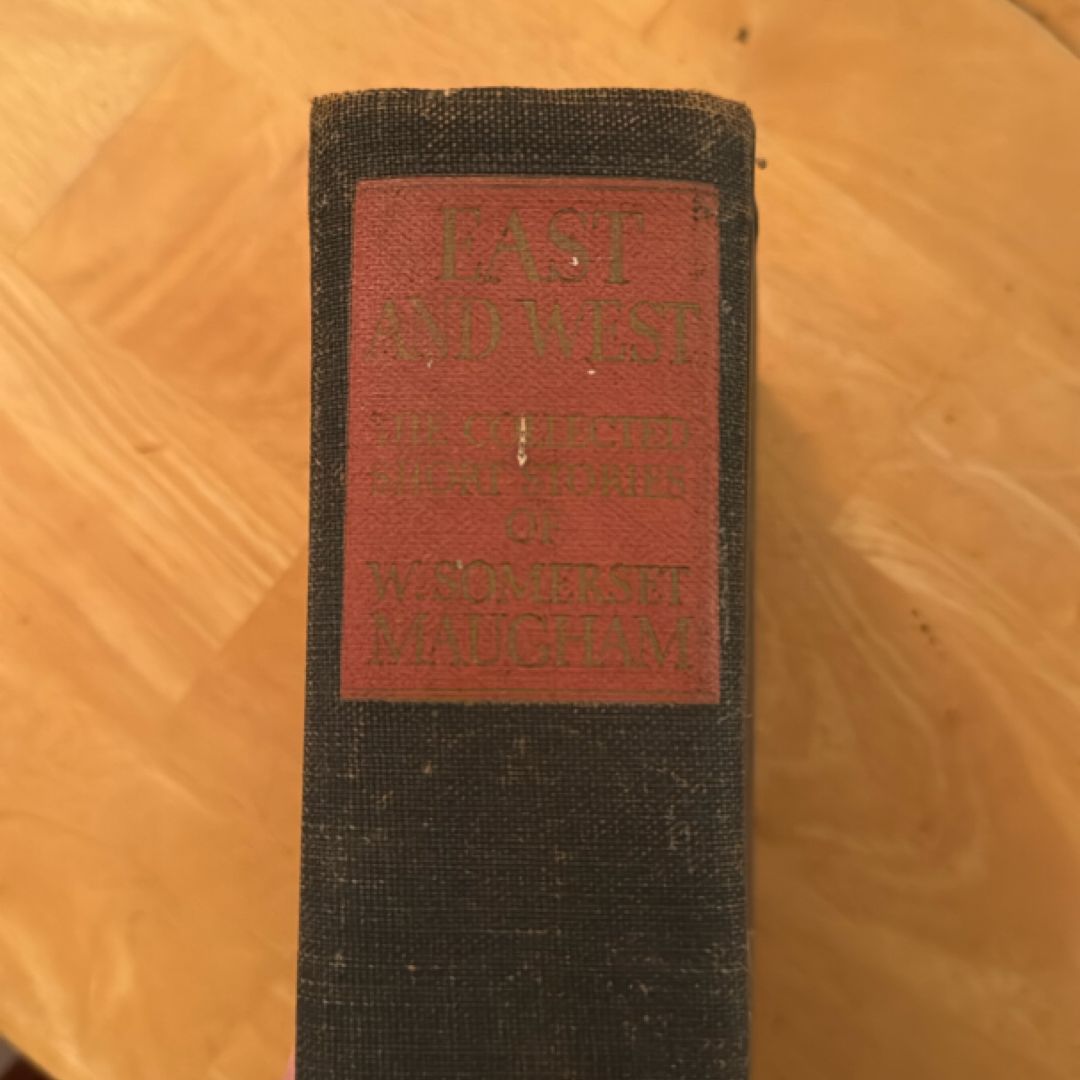 EAST
AND WEST
THE COLLECTED
SHORT STORIES
OF
W. SOMERSET
MAUGHAM